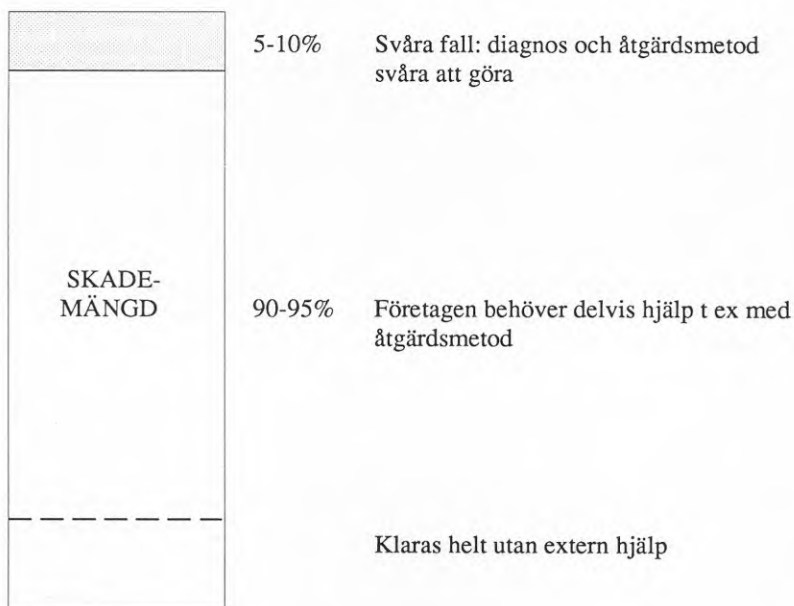 5-10% Svåra fall: diagnos och åtgärdsmetod
svåra att göra
SKADE-
MÄNGD
90-95% Företagen behöver delvis hjälp t ex med
åtgärdsmetod
Klaras helt utan extern hjälp